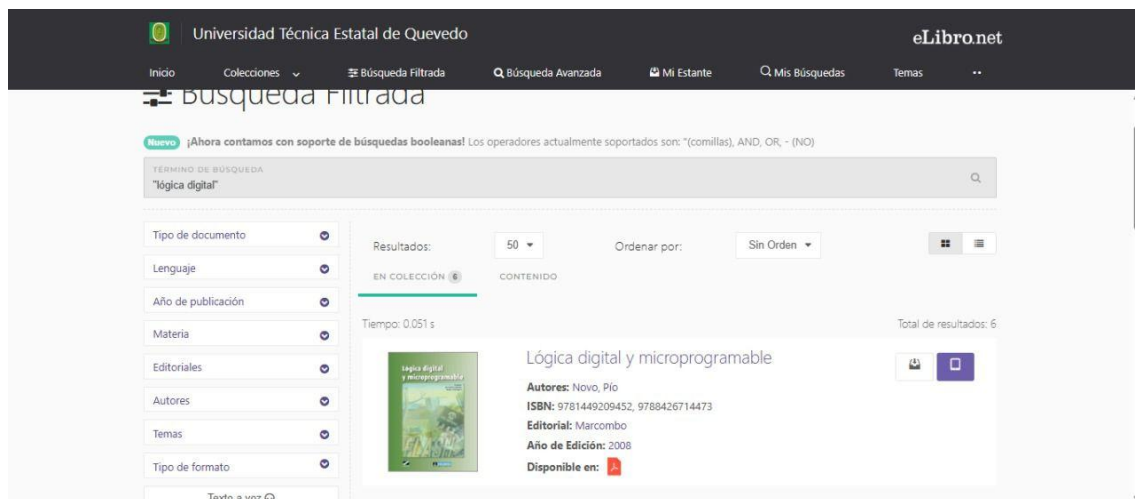 Universidad Técnica Estatal de Quevedo
eLibro.net
Inicio Colecciones Búsqueda Filtrada Búsqueda Avanzada Mi Estante Mis Búsquedas Temas
Búsqueda Filtrada
Nuevo ¡Ahora contamos con soporte de búsquedas booleanas! Los operadores actualmente soportados son: "(comillas), AND, OR, - (NO)
TÉRMINO DE BÚSQUEDA
"lógica digital"
Tipo de documento
Lenguaje
Año de publicación
Materia
Editoriales
Autores
Temas
Tipo de formato
Texto a voz
Resultados: 50 Ordenar por: Sin Orden
EN COLECCIÓN 6 CONTENIDO
Tiempo: 0.051 s Total de resultados: 6
Lógica digital
y microprogramable
Lógica digital y microprogramable
Autores: Novo, Pío
ISBN: 9781449209452, 9788426714473
Editorial: Marcombo
Año de Edición: 2008
Disponible en: